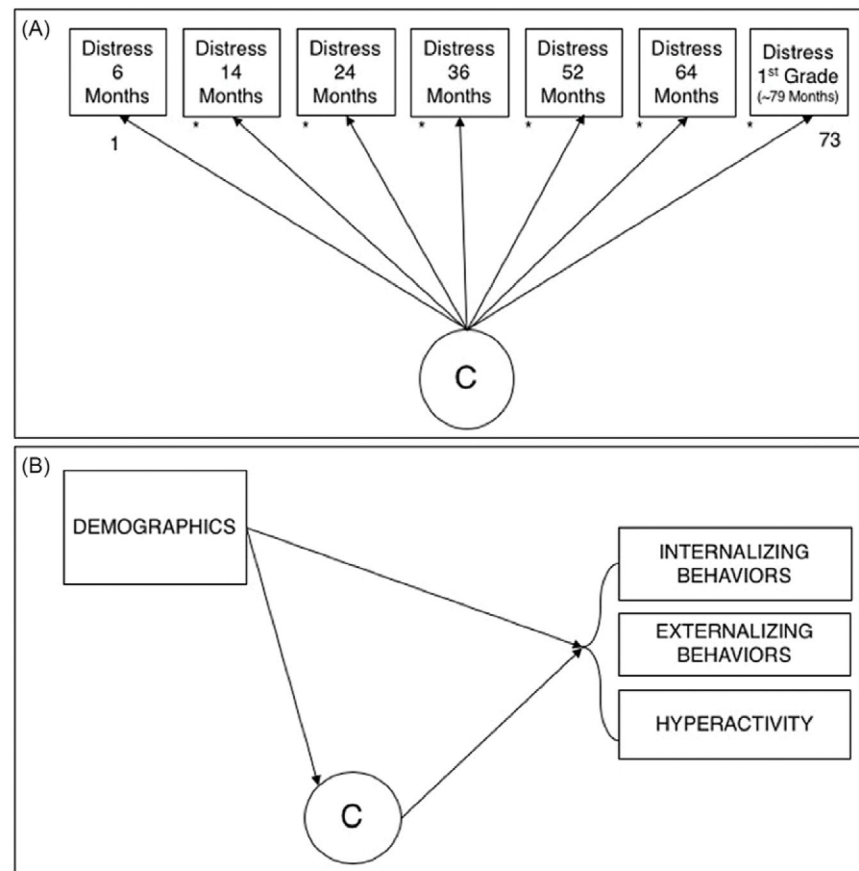 (A)
Distress
6
Months
Distress
14
Months
Distress
24
Months
Distress
36
Months
Distress
52
Months
Distress
64
Months
Distress
1st Grade
(~79 Months)
1
*
*
*
*
*
*
73
C
(B)
DEMOGRAPHICS
INTERNALIZING
BEHAVIORS
EXTERNALIZING
BEHAVIORS
HYPERACTIVITY
C